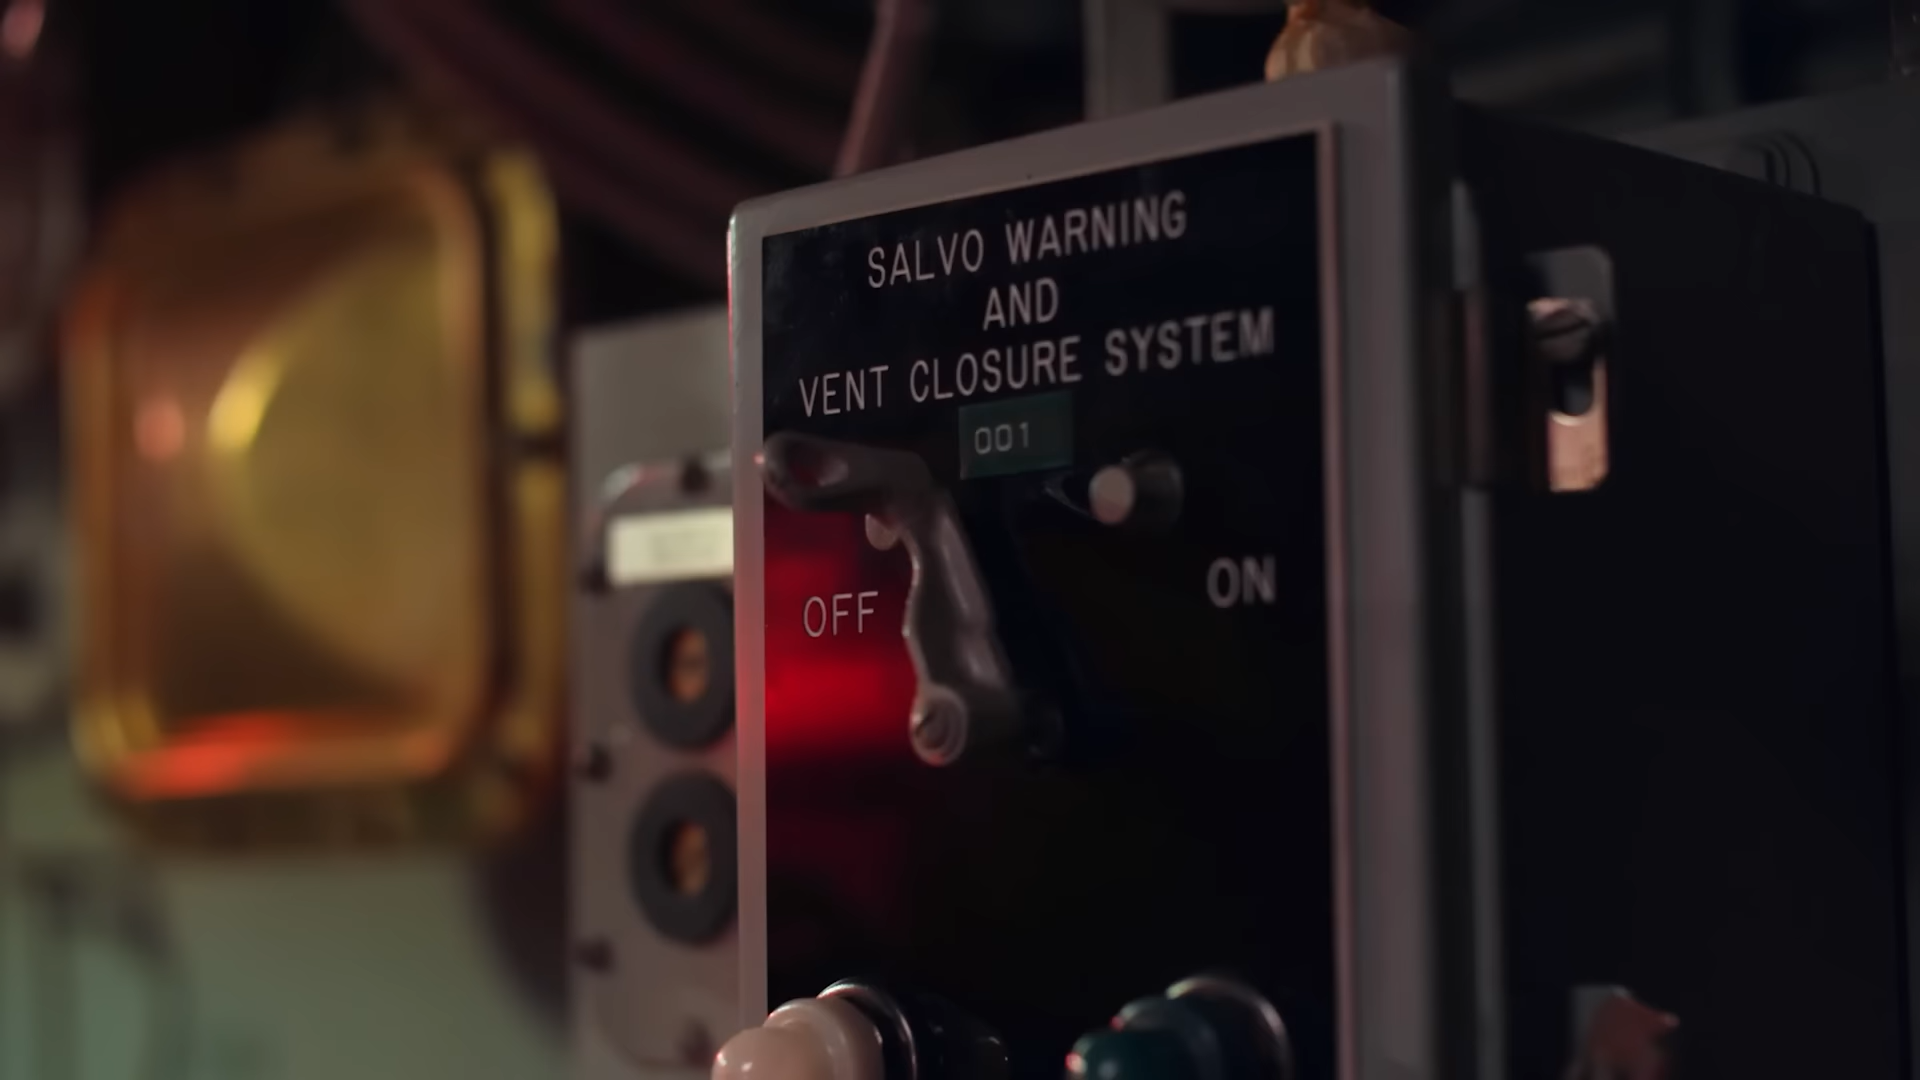 SALVO WARNING
AND
VENT CLOSURE SYSTEM
001
OFF
ON